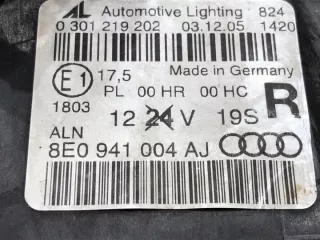 AL Automotive Lighting 824
0 301 219 202 03.12.05 1420
E1 17,5 Made in Germany
PL 00 HR 00 HC R
1803 12 24 V 19S
ALN
8E0 941 004 AJ